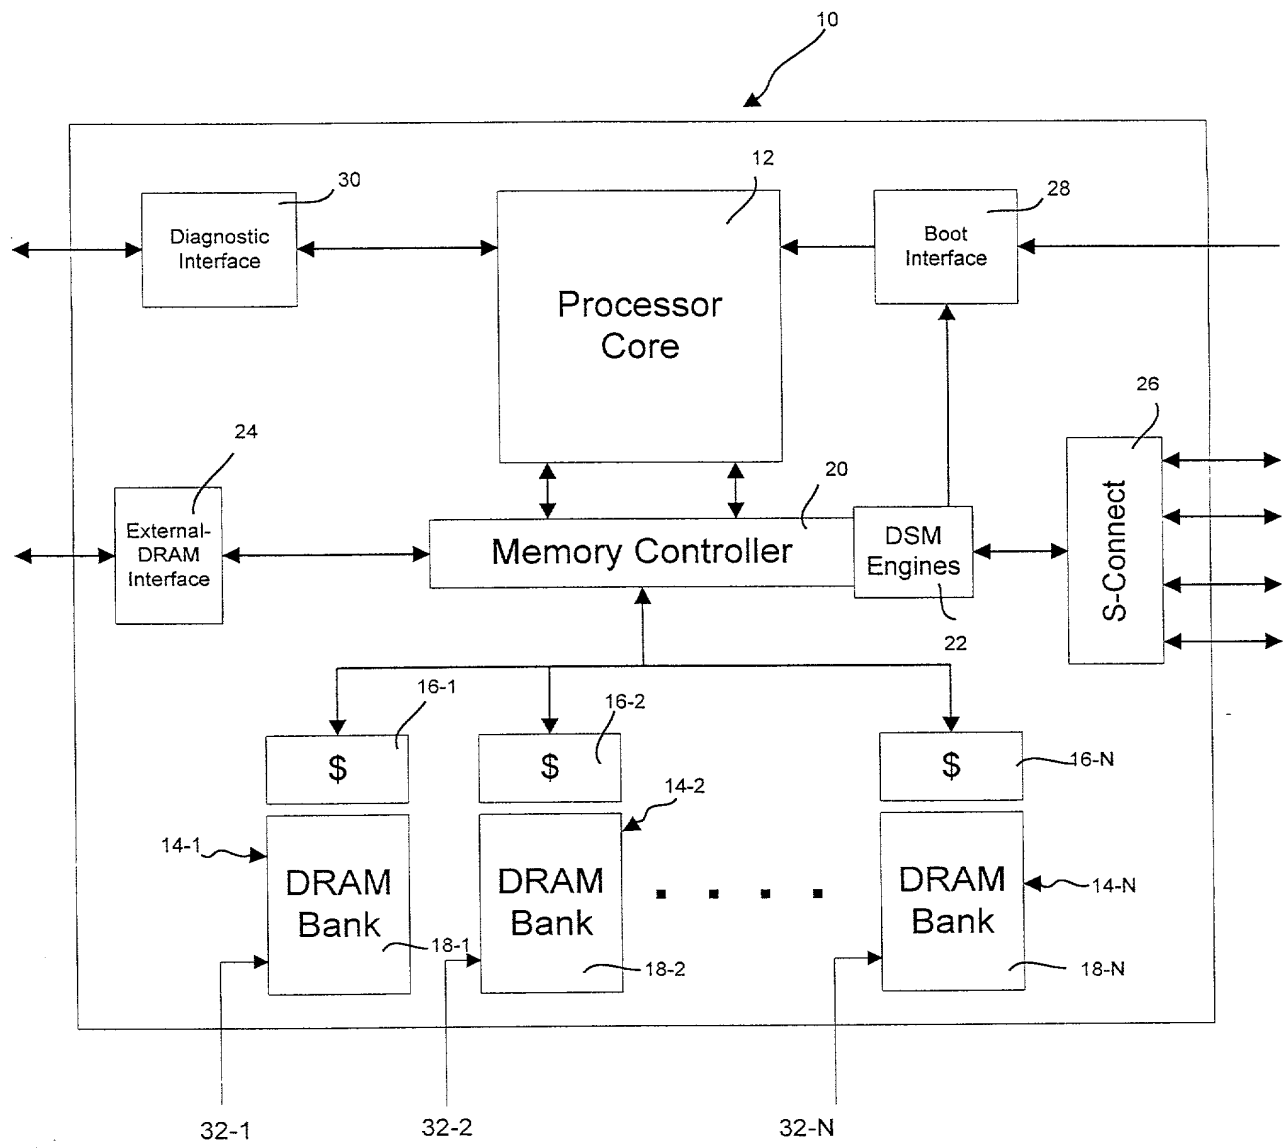 10
12
30
28
Diagnostic
Interface
Boot
Interface
Processor
Core
26
24
20
External-
DRAM
Interface
Memory Controller
DSM
Engines
S-Connect
22
16-1
16-2
16-N
$
$
$
14-1
14-2
14-N
DRAM
Bank
DRAM
Bank
DRAM
Bank
18-1
18-2
18-N
32-1
32-2
32-N